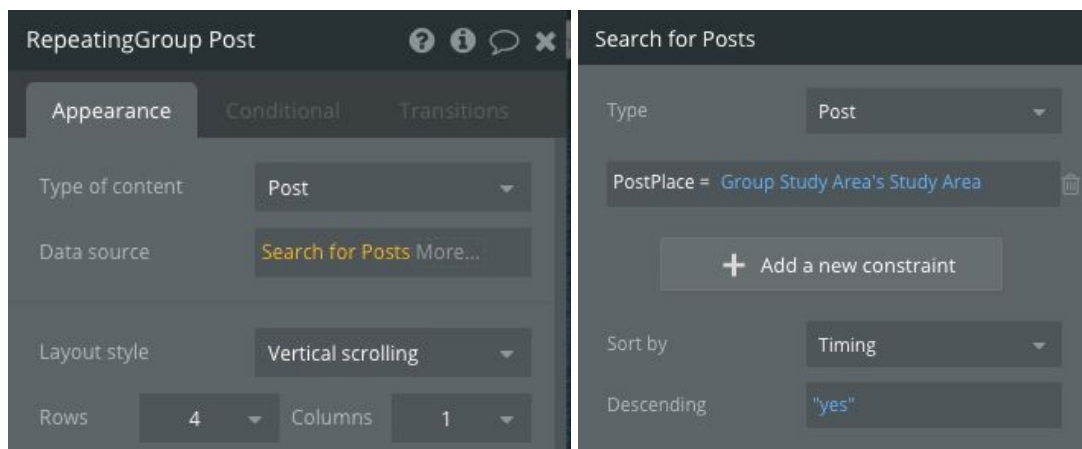 RepeatingGroup Post
Appearance Conditional Transitions
Type of content Post
Data source Search for Posts More...
Layout style Vertical scrolling
Rows 4 Columns 1
Search for Posts
Type Post
PostPlace = Group Study Area's Study Area
Add a new constraint
Sort by Timing
Descending "yes"